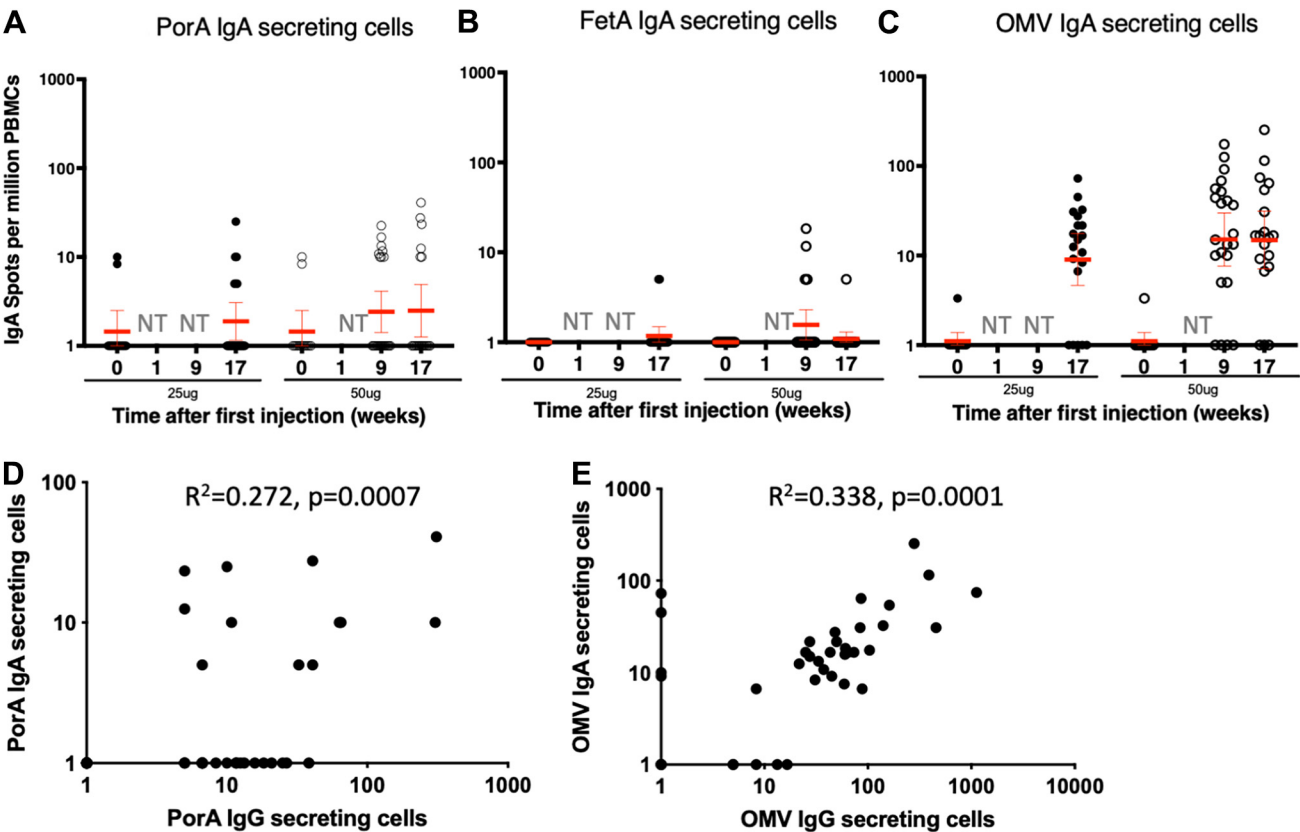 A
PorA IgA secreting cells
IgA Spots per million PBMCs
1000
100
10
1
NT NT NT
0 1 9 17 0 1 9 17
25ug 50ug
Time after first injection (weeks)
B
FetA IgA secreting cells
1000
100
10
1
NT NT NT
0 1 9 17 0 1 9 17
25ug 50ug
Time after first injection (weeks)
C
OMV IgA secreting cells
1000
100
10
1
NT NT NT
0 1 9 17 0 1 9 17
25ug 50ug
Time after first injection (weeks)
D
R²=0.272, p=0.0007
PorA IgA secreting cells
100
10
1
1 10 100 1000
PorA IgG secreting cells
E
R²=0.338, p=0.0001
OMV IgA secreting cells
1000
100
10
1
1 10 100 1000 10000
OMV IgG secreting cells